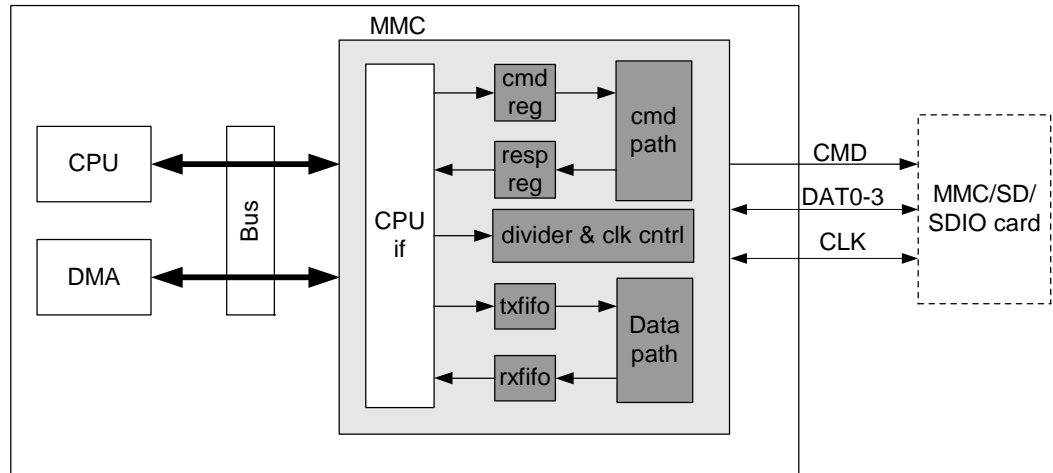 MMC
CPU
DMA
Bus
CPU
if
cmd
reg
resp
reg
cmd
path
divider & clk cntrl
txfifo
rxfifo
Data
path
CMD
DAT0-3
CLK
MMC/SD/
SDIO card